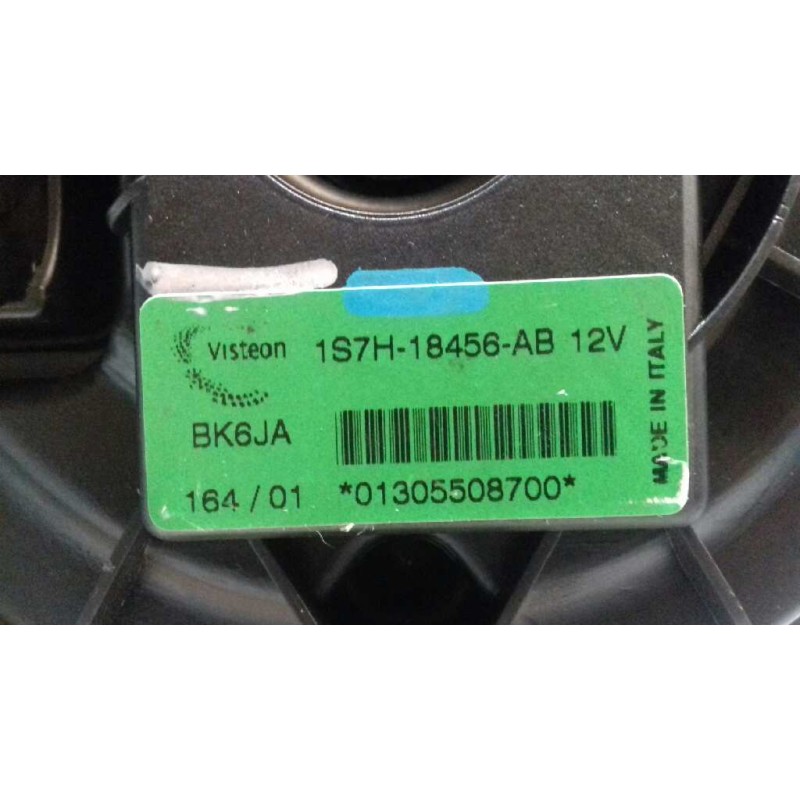 Visteon 1S7H-18456-AB 12V
BK6JA
164 / 01 *01305508700*
MADE IN ITALY